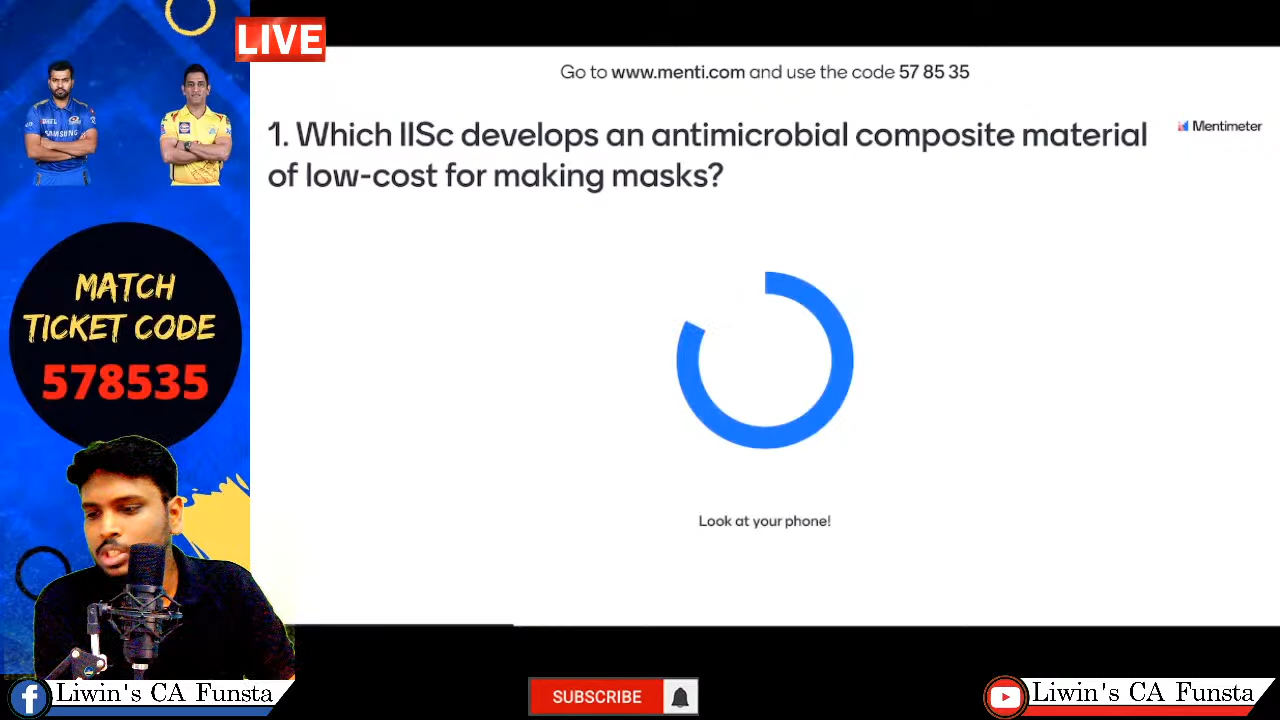 LIVE
Go to www.menti.com and use the code 57 85 35
1. Which IISc develops an antimicrobial composite material
of low-cost for making masks?
Mentimeter
SAMSUNG
MATCH
TICKET CODE
578535
Look at your phone!
Liwin's CA Funsta
SUBSCRIBE
Liwin's CA Funsta